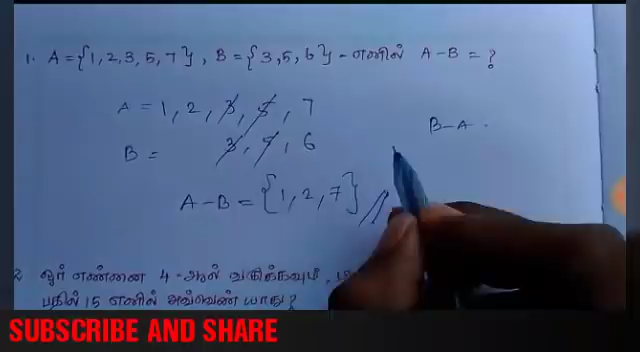 1. A = {1, 2, 3, 5, 7}, B = {3, 5, 6} - எனில் A-B = ?
A = 1, 2, 3, 5, 7
B = 3, 5, 6
B-A.
A-B = {1, 2, 7} //
2 ஓர் எண்ணை 4-ஆல் வகுக்கவும்,
பதில் 15 எனில் அவ்வெண் யாது?
SUBSCRIBE AND SHARE